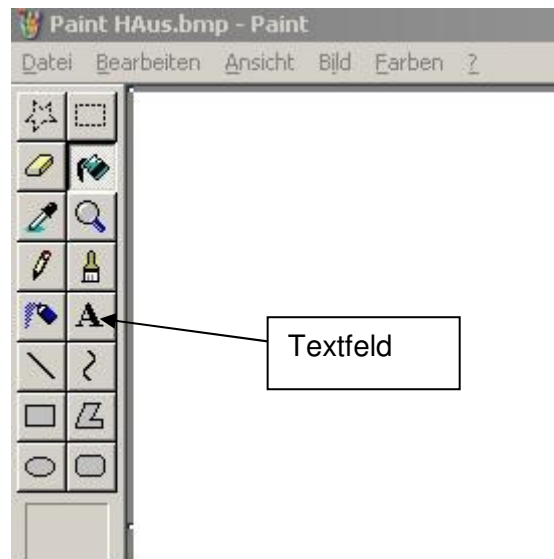 Paint HAus.bmp - Paint
Datei Bearbeiten Ansicht Bild Farben ?
A
Textfeld